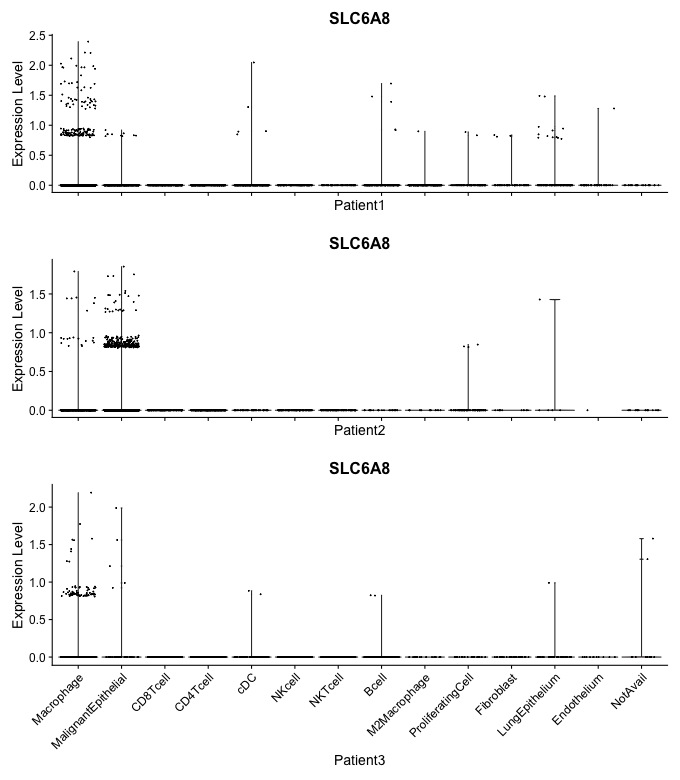 SLC6A8
Expression Level
2.5
2.0
1.5
1.0
0.5
0.0
Patient1
SLC6A8
Expression Level
1.5
1.0
0.5
0.0
Patient2
SLC6A8
Expression Level
2.0
1.5
1.0
0.5
0.0
Macrophage
MalignantEpithelial
CD8Tcell
CD4Tcell
cDC
NKcell
NKTcell
Bcell
M2Macrophage
ProliferatingCell
Fibroblast
LungEpithelium
Endothelium
NotAvail
Patient3